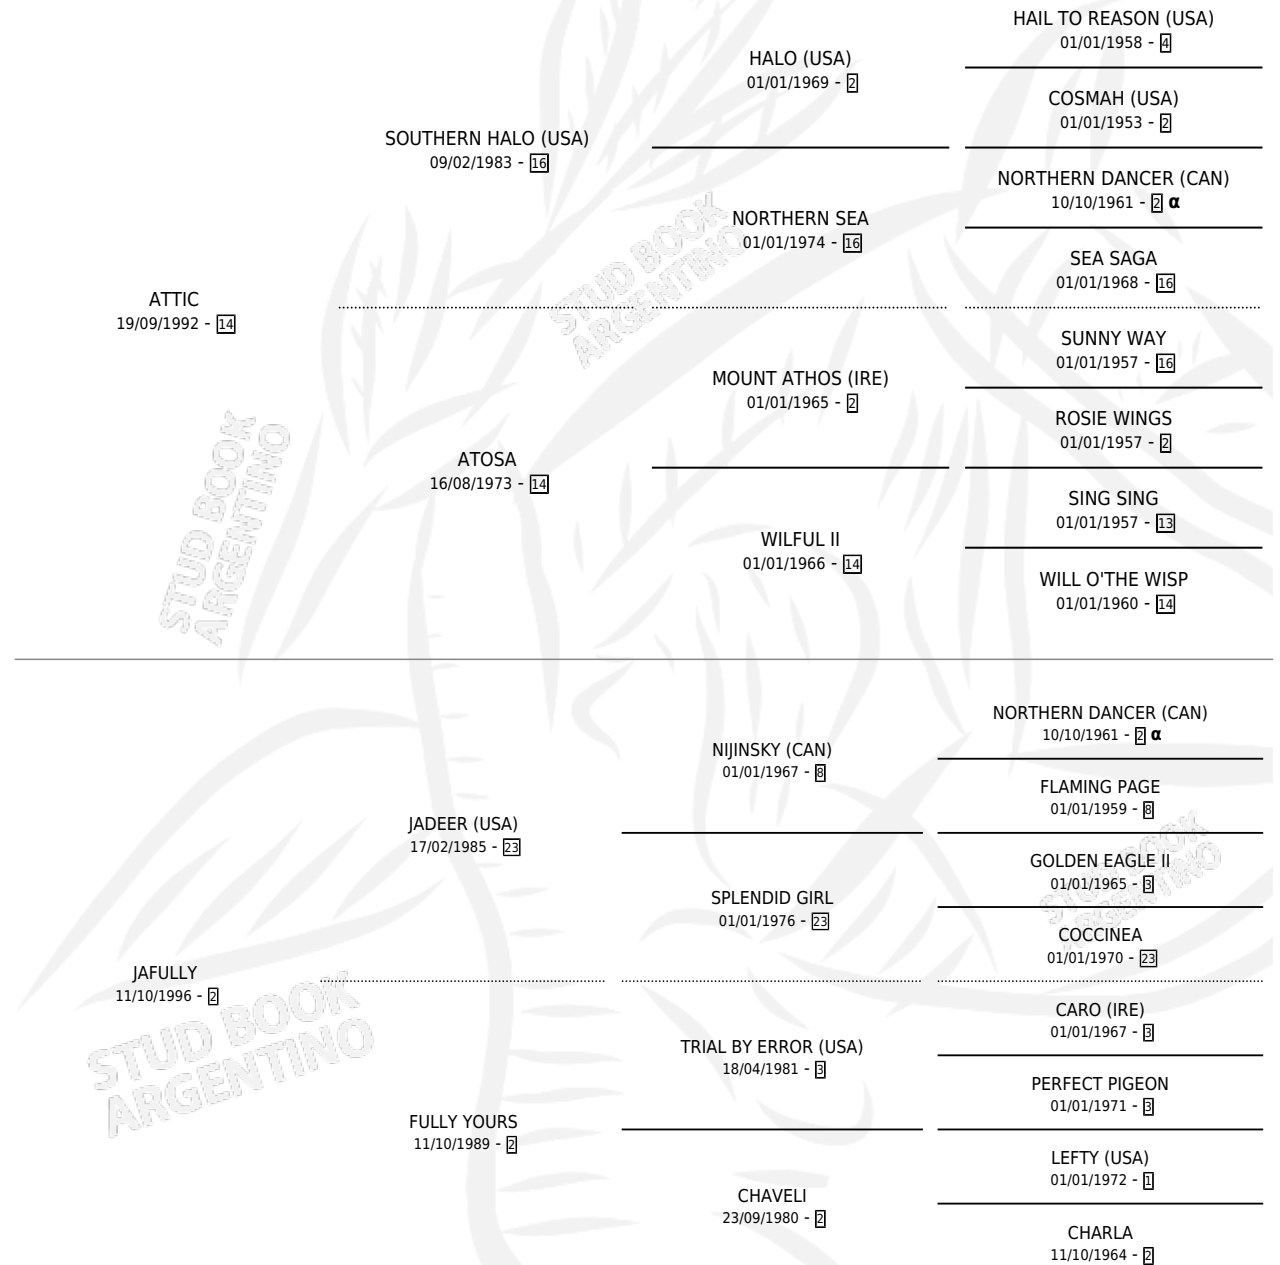 HAIL TO REASON (USA)
01/01/1958 - 4
HALO (USA)
01/01/1969 - 2
COSMAH (USA)
01/01/1953 - 2
SOUTHERN HALO (USA)
09/02/1983 - 16
NORTHERN DANCER (CAN)
10/10/1961 - 2 α
NORTHERN SEA
01/01/1974 - 16
SEA SAGA
01/01/1968 - 16
ATTIC
19/09/1992 - 14
SUNNY WAY
01/01/1957 - 16
MOUNT ATHOS (IRE)
01/01/1965 - 2
ROSIE WINGS
01/01/1957 - 2
ATOSA
16/08/1973 - 14
SING SING
01/01/1957 - 13
WILFUL II
01/01/1966 - 14
WILL O'THE WISP
01/01/1960 - 14
NORTHERN DANCER (CAN)
10/10/1961 - 2 α
NIJINSKY (CAN)
01/01/1967 - 8
FLAMING PAGE
01/01/1959 - 8
JADEER (USA)
17/02/1985 - 23
GOLDEN EAGLE II
01/01/1965 - 3
SPLENDID GIRL
01/01/1976 - 23
COCCINEA
01/01/1970 - 23
JAFULLY
11/10/1996 - 2
CARO (IRE)
01/01/1967 - 3
TRIAL BY ERROR (USA)
18/04/1981 - 3
PERFECT PIGEON
01/01/1971 - 3
FULLY YOURS
11/10/1989 - 2
LEFTY (USA)
01/01/1972 - 1
CHAVELI
23/09/1980 - 2
CHARLA
11/10/1964 - 2
STUD BOOK
ARGENTINO
STUD BOOK
ARGENTINO
STUD BOOK
ARGENTINO
STUD BOOK
ARGENTINO